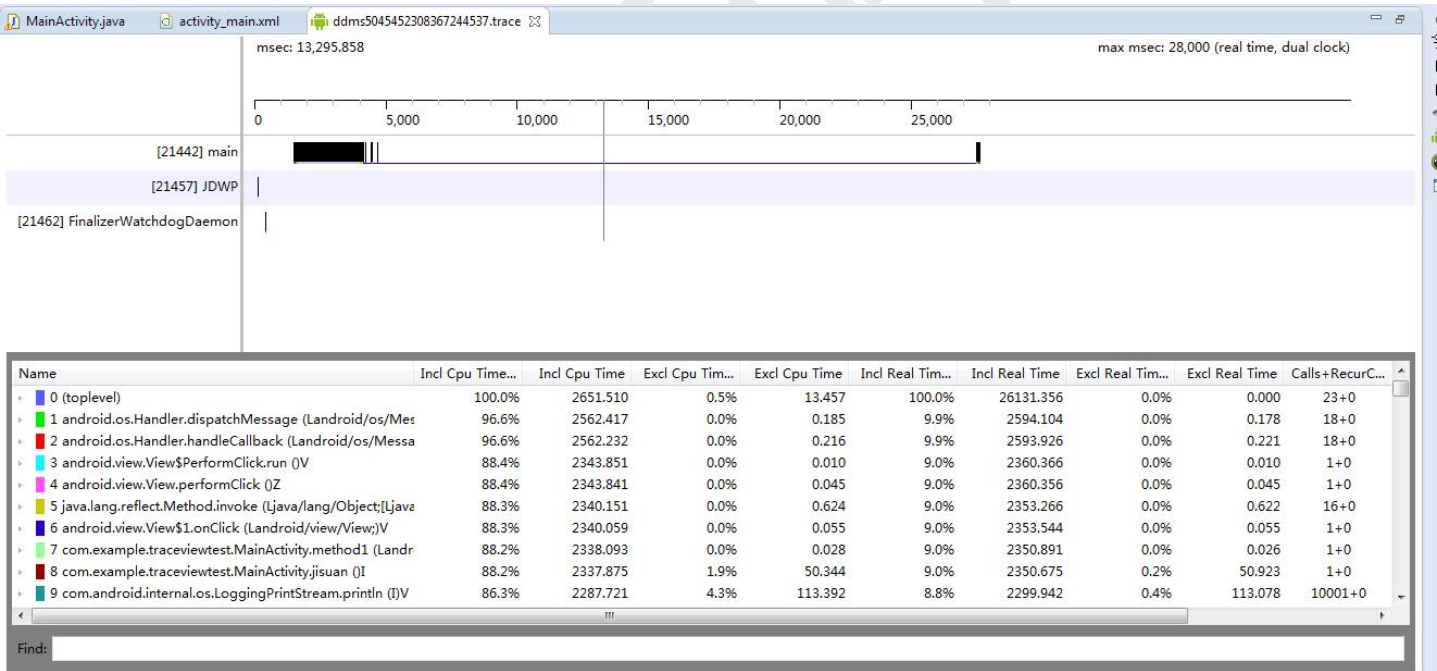 MainActivity.java activity_main.xml ddms5045452308367244537.trace
msec: 13,295.858 max msec: 28,000 (real time, dual clock)
0 5,000 10,000 15,000 20,000 25,000
[21442] main
[21457] JDWP
[21462] FinalizerWatchdogDaemon
Name Incl Cpu Time... Incl Cpu Time Excl Cpu Tim... Excl Cpu Time Incl Real Tim... Incl Real Time Excl Real Tim... Excl Real Time Calls+RecurC...
0 (toplevel) 100.0% 2651.510 0.5% 13.457 100.0% 26131.356 0.0% 0.000 23+0
1 android.os.Handler.dispatchMessage (Landroid/os/Mes 96.6% 2562.417 0.0% 0.185 9.9% 2594.104 0.0% 0.178 18+0
2 android.os.Handler.handleCallback (Landroid/os/Messa 96.6% 2562.232 0.0% 0.216 9.9% 2593.926 0.0% 0.221 18+0
3 android.view.View$PerformClick.run ()V 88.4% 2343.851 0.0% 0.010 9.0% 2360.366 0.0% 0.010 1+0
4 android.view.View.performClick ()Z 88.4% 2343.841 0.0% 0.045 9.0% 2360.356 0.0% 0.045 1+0
5 java.lang.reflect.Method.invoke (Ljava/lang/Object;[Ljava 88.3% 2340.151 0.0% 0.624 9.0% 2353.266 0.0% 0.622 16+0
6 android.view.View$1.onClick (Landroid/view/View;)V 88.3% 2340.059 0.0% 0.055 9.0% 2353.544 0.0% 0.055 1+0
7 com.example.traceviewtest.MainActivity.method1 (Landr 88.2% 2338.093 0.0% 0.028 9.0% 2350.891 0.0% 0.026 1+0
8 com.example.traceviewtest.MainActivity.jisuan ()I 88.2% 2337.875 1.9% 50.344 9.0% 2350.675 0.2% 50.923 1+0
9 com.android.internal.os.LoggingPrintStream.println (I)V 86.3% 2287.721 4.3% 113.392 8.8% 2299.942 0.4% 113.078 10001+0
Find: